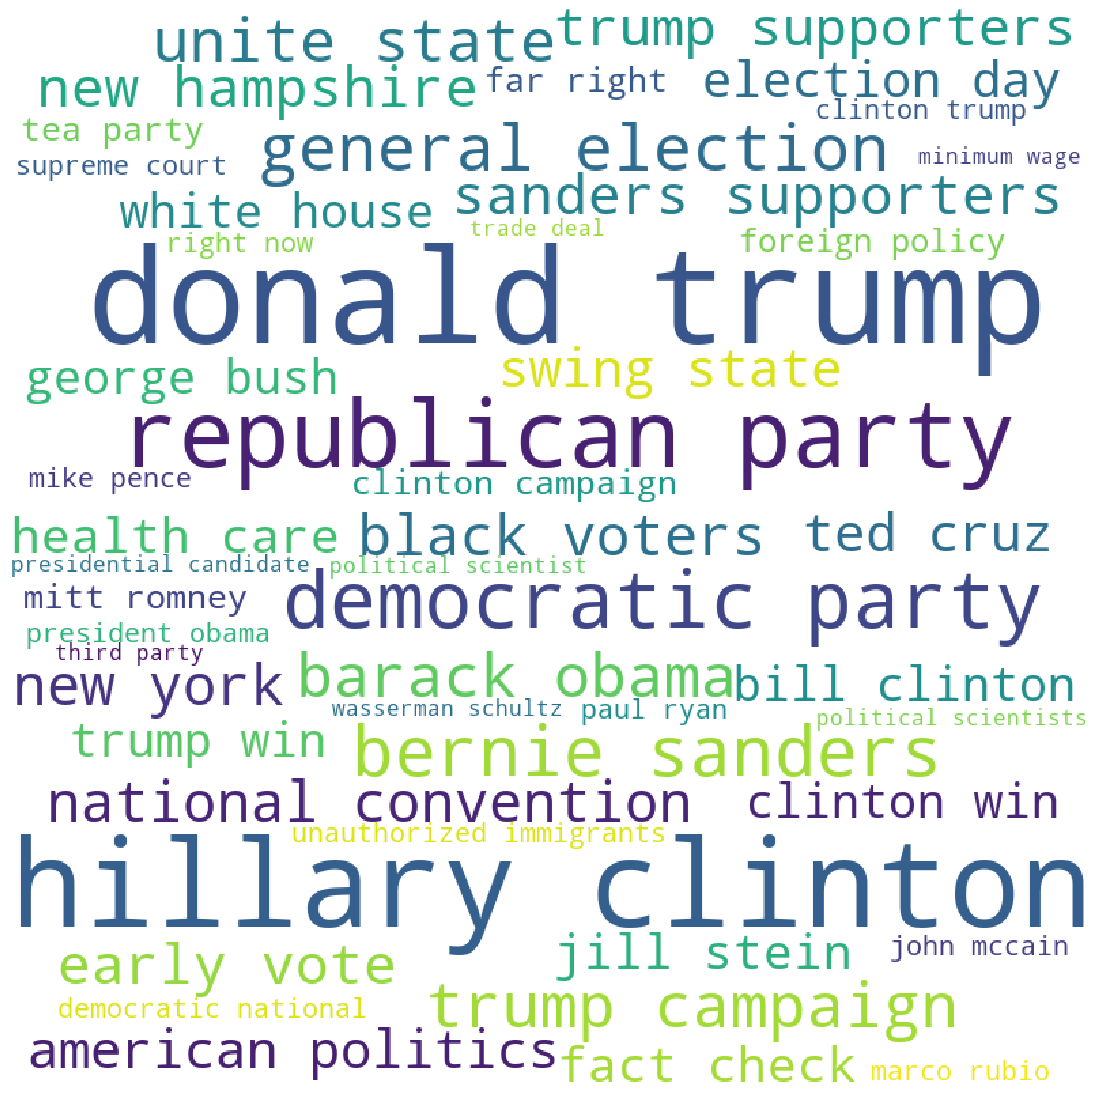 unite state trump supporters
new hampshire far right election day
clinton trump
tea party general election minimum wage
supreme court
white house sanders supporters
right now trade deal foreign policy
donald trump
george bush swing state
republican party
mike pence clinton campaign
health care black voters ted cruz
presidential candidate political scientist
mitt romney democratic party
president obama
third party
new york barack obama bill clinton
wasserman schultz paul ryan political scientists
trump win bernie sanders
national convention clinton win
unauthorized immigrants
hillary clinton
early vote jill stein john mccain
democratic national trump campaign
american politics fact check marco rubio